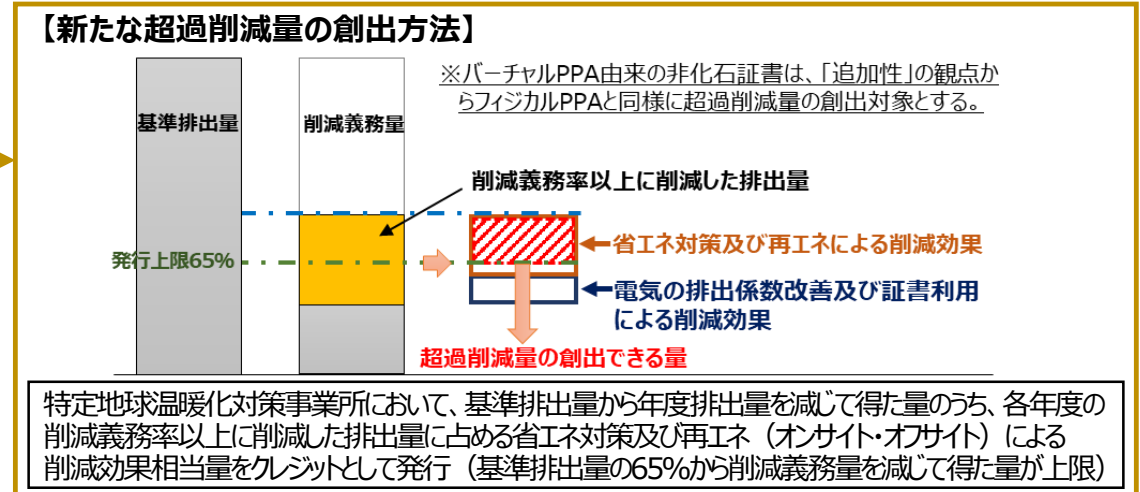 【新たな超過削減量の創出方法】
※バーチャルPPA由来の非化石証書は、「追加性」の観点か
らフィジカルPPAと同様に超過削減量の創出対象とする。
基準排出量
削減義務量
削減義務率以上に削減した排出量
省エネ対策及び再エネによる削減効果
発行上限65%
電気の排出係数改善及び証書利用
による削減効果
超過削減量の創出できる量
特定地球温暖化対策事業所において、基準排出量から年度排出量を減じて得た量のうち、各年度の
削減義務率以上に削減した排出量に占める省エネ対策及び再エネ（オンサイト・オフサイト）による
削減効果相当量をクレジットとして発行（基準排出量の65%から削減義務量を減じて得た量が上限）